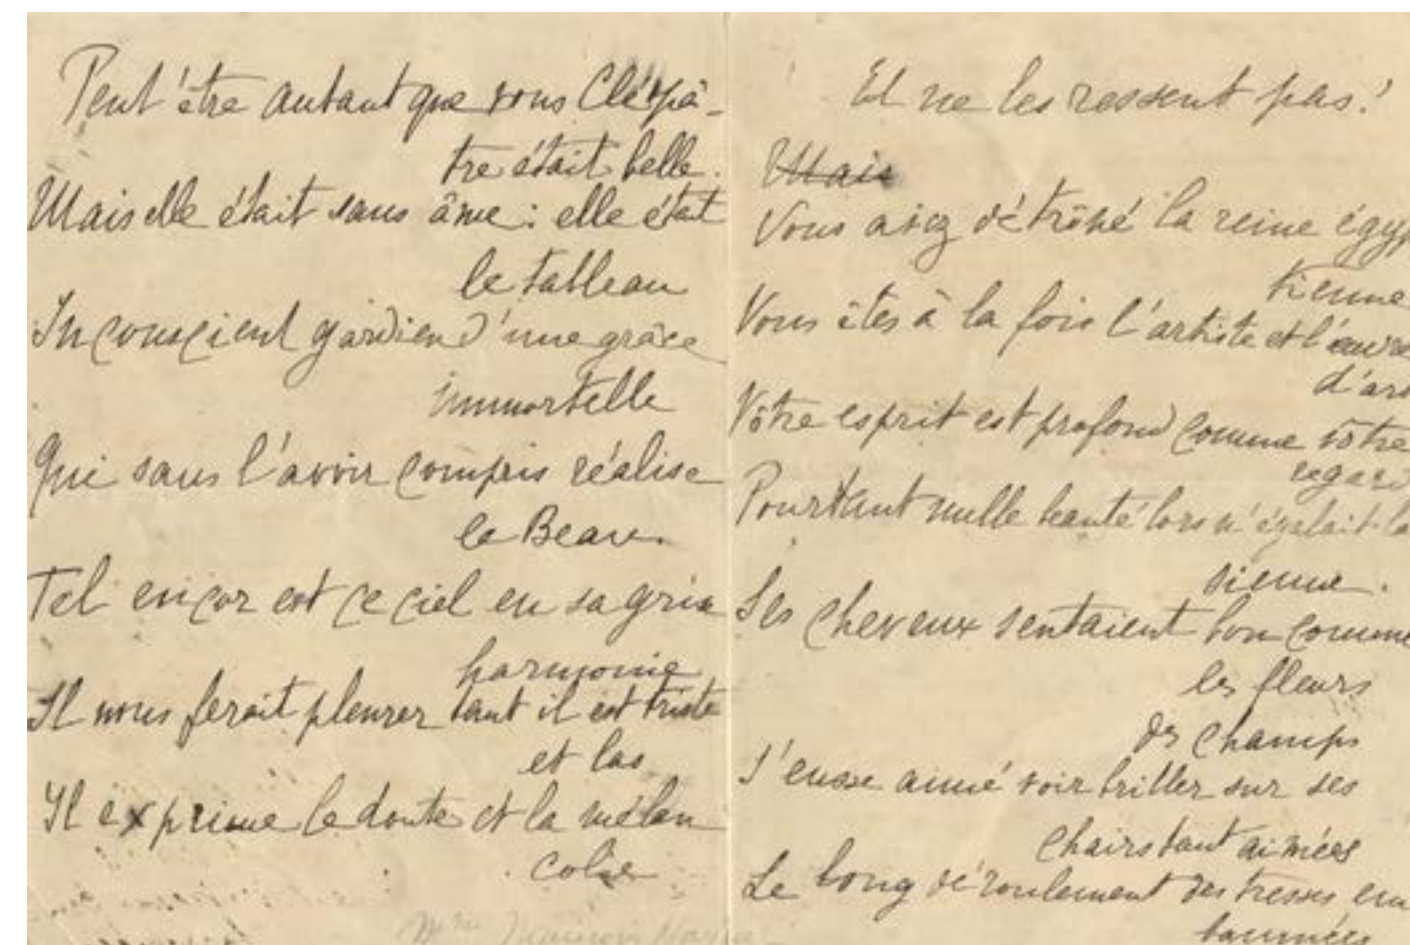 Peut'être autant que vous Cléopâ-
tre était belle.
Mais elle était sans âme : elle était
le tableau
Inconscient gardien d'une grâce
immortelle
Qui sans l'avoir compris réalise
le Beau.
Tel encor est ce ciel en sa grise
harmonie
Il nous ferait pleurer tant il est triste
et las
Il exprime le doute et la mélan
colie
Mme
Et ne les ressent pas!
Mais
Vous avez détrôné la reine égyp
tienne
Vous êtes à la fois l'artiste et l'œuvre
d'art
Vôtre esprit est profond comme vôtre
regard
Pourtant nulle beauté lors n'égalait la
sienne.
Ses cheveux sentaient bon comme
les fleurs
des champs
J'eusse aimé voir briller sur ses
chairs tant aimées
Le long déroulement des tresses em
baumées